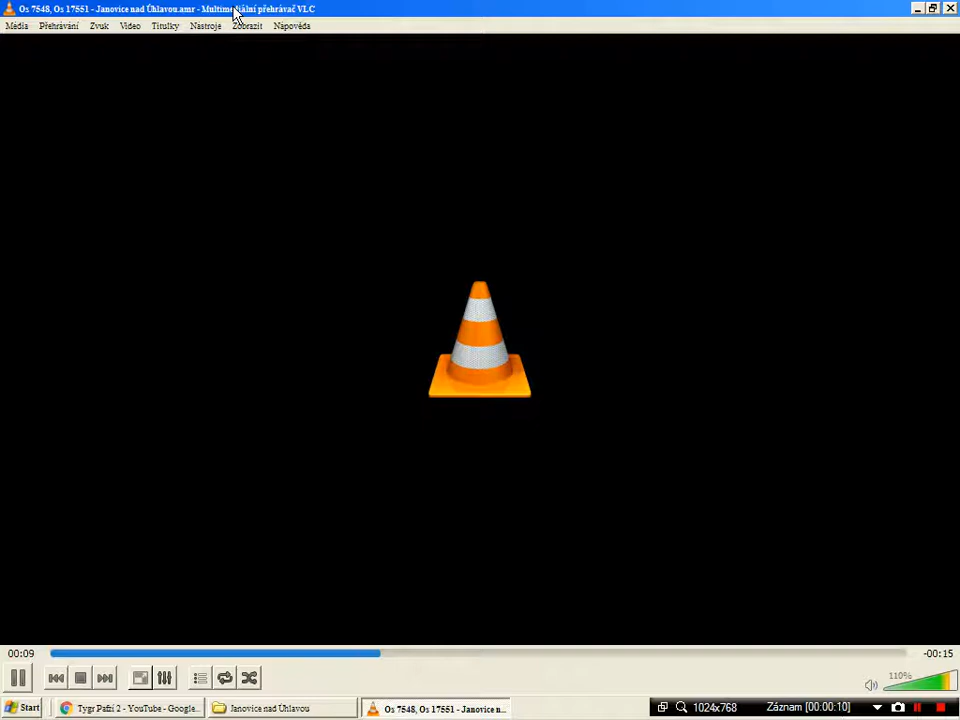 Os 7548, Os 17551 - Janovice nad Úhlavou.amr - Multimediální přehrávač VLC
Média Přehrávání Zvuk Video Titulky Nástroje Zobrazit Nápověda
00:09 -00:15
110%
Start Tygr Pafzi 2 - YouTube - Google... Janovice nad Úhlavou Os 7548, Os 17551 - Janovice n... 1024x768 Záznam [00:00:10]